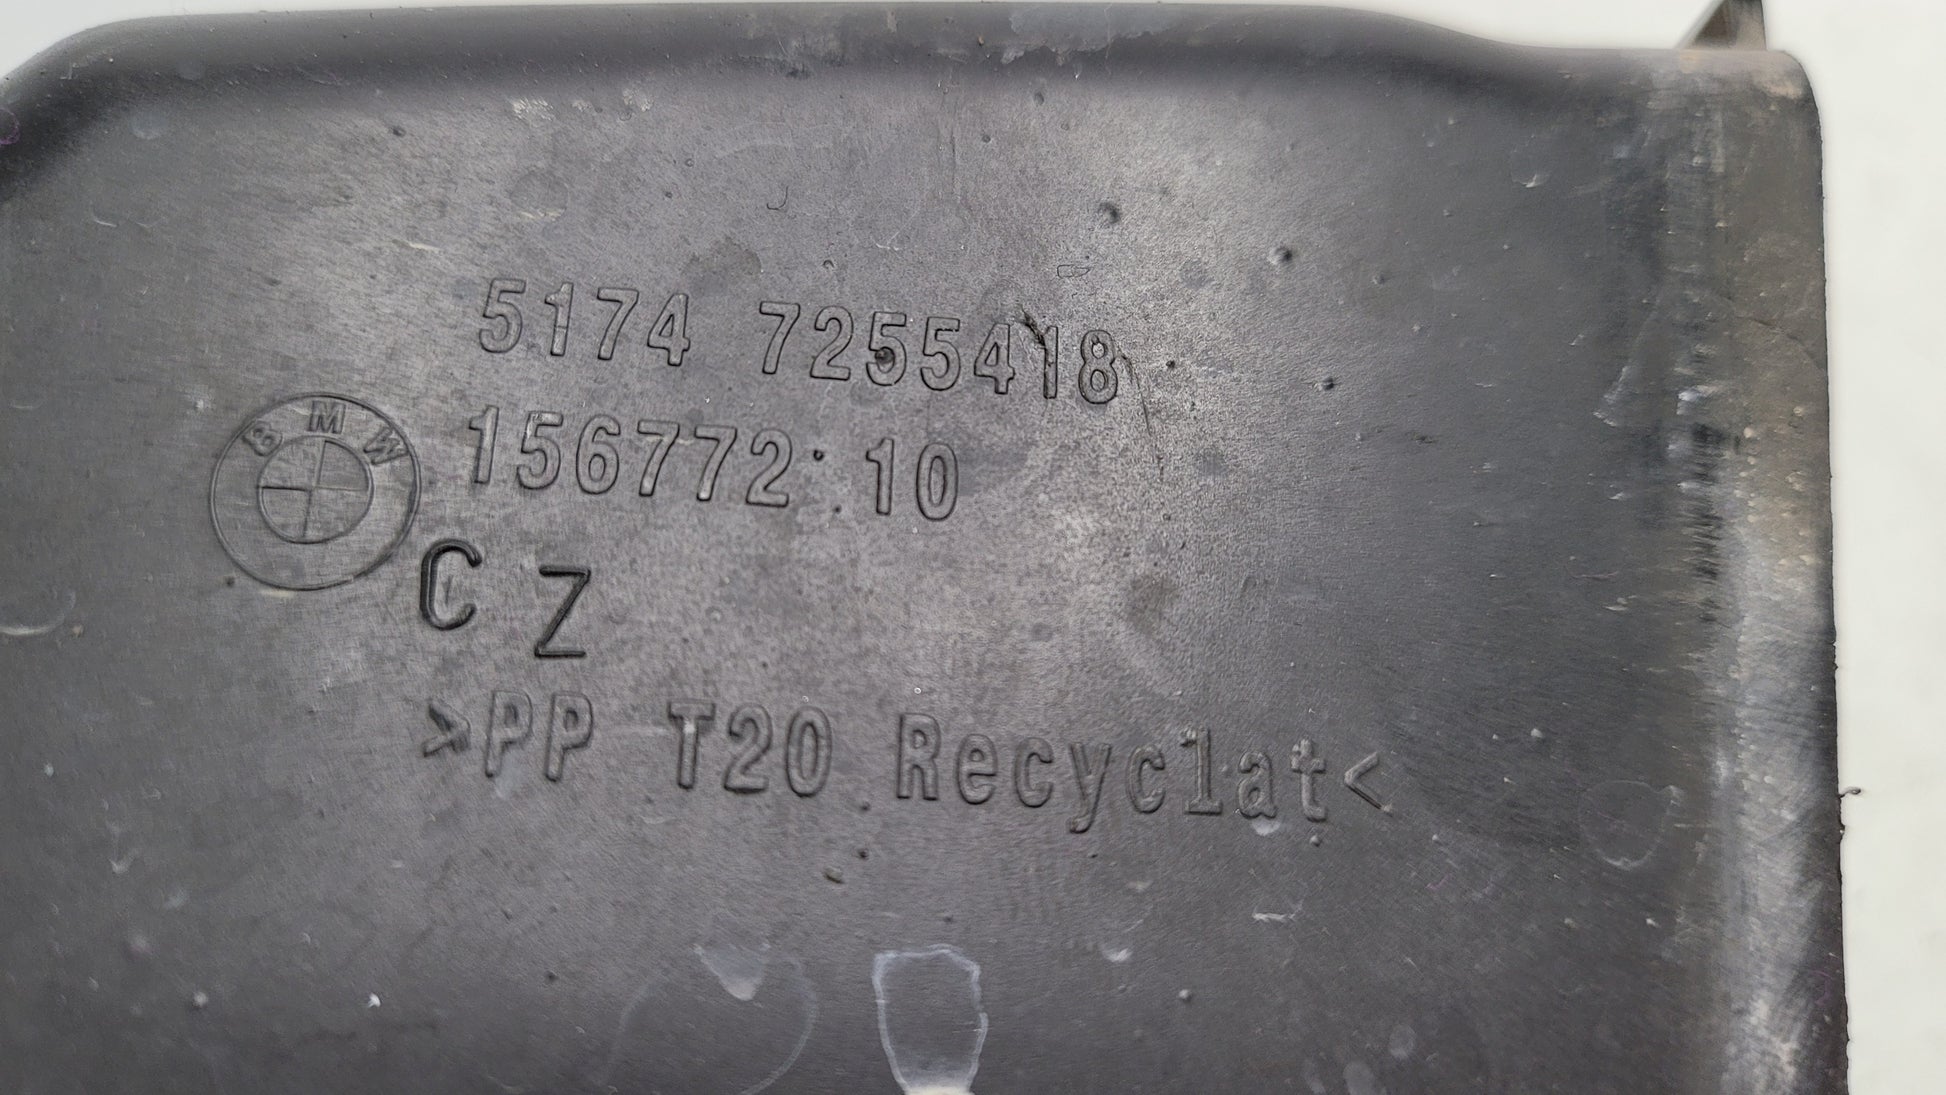 5174 7255418
BMW
156772 10
C Z
>PP T20 Recyclat<